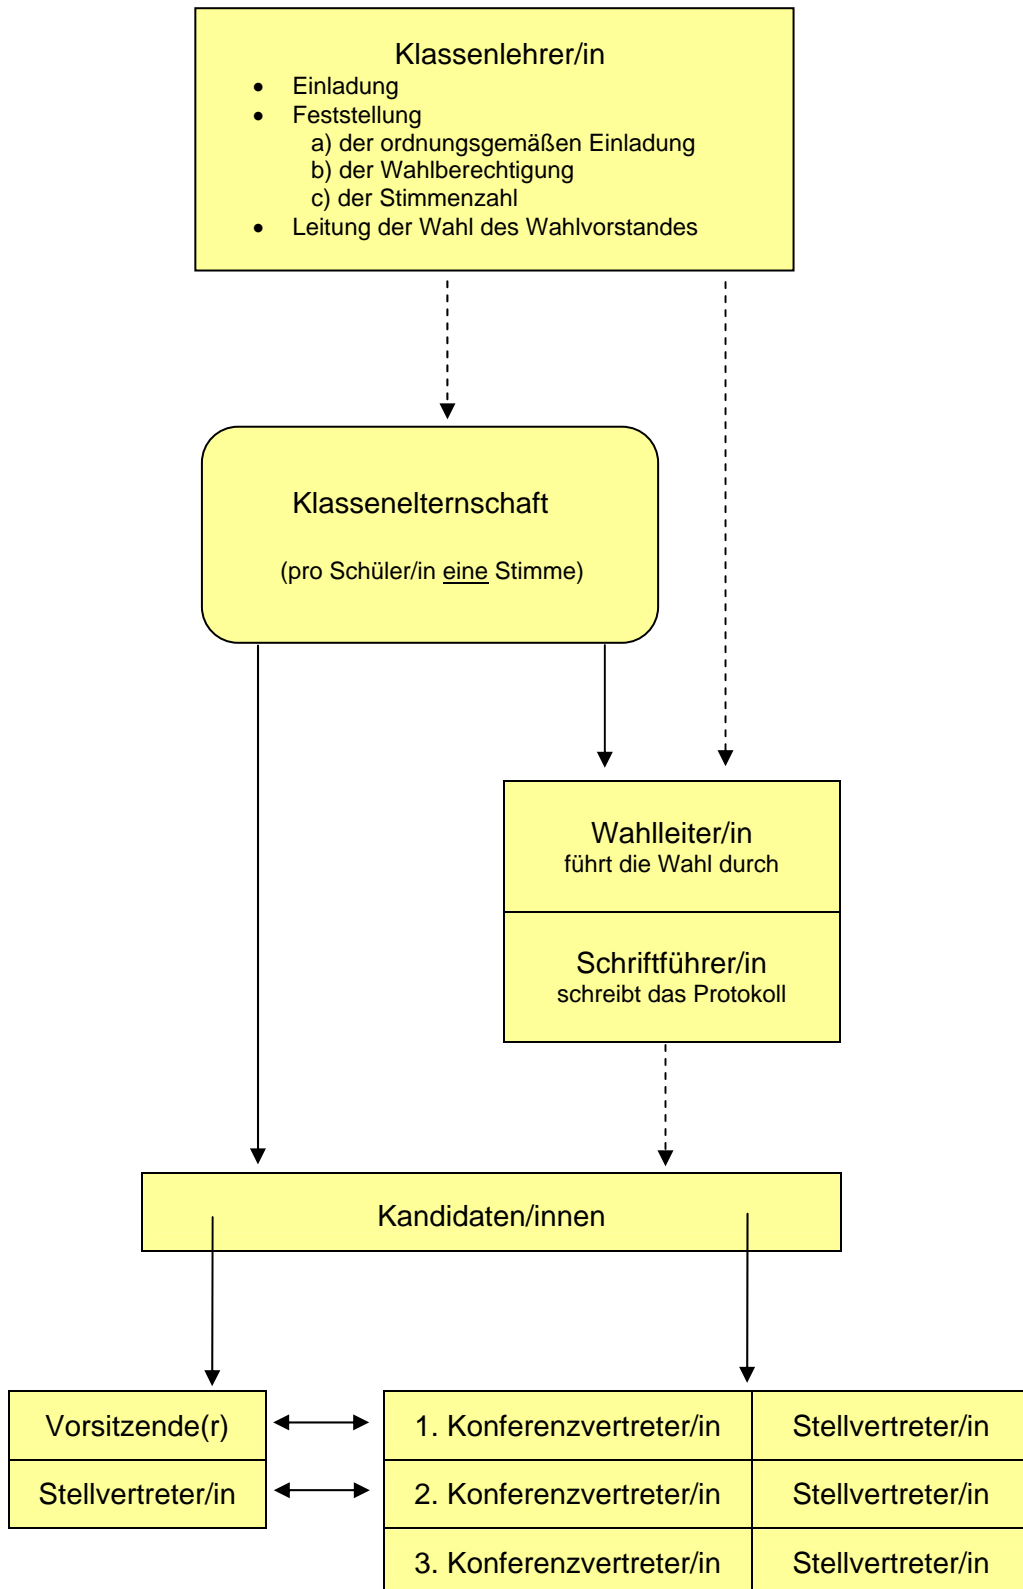 Klassenlehrer/in
• Einladung
• Feststellung
a) der ordnungsgemäßen Einladung
b) der Wahlberechtigung
c) der Stimmenzahl
• Leitung der Wahl des Wahlvorstandes
Klassenelternschaft
(pro Schüler/in eine Stimme)
Wahlleiter/in
führt die Wahl durch
Schriftführer/in
schreibt das Protokoll
Kandidaten/innen
Vorsitzende(r)
Stellvertreter/in
1. Konferenzvertreter/in Stellvertreter/in
2. Konferenzvertreter/in Stellvertreter/in
3. Konferenzvertreter/in Stellvertreter/in